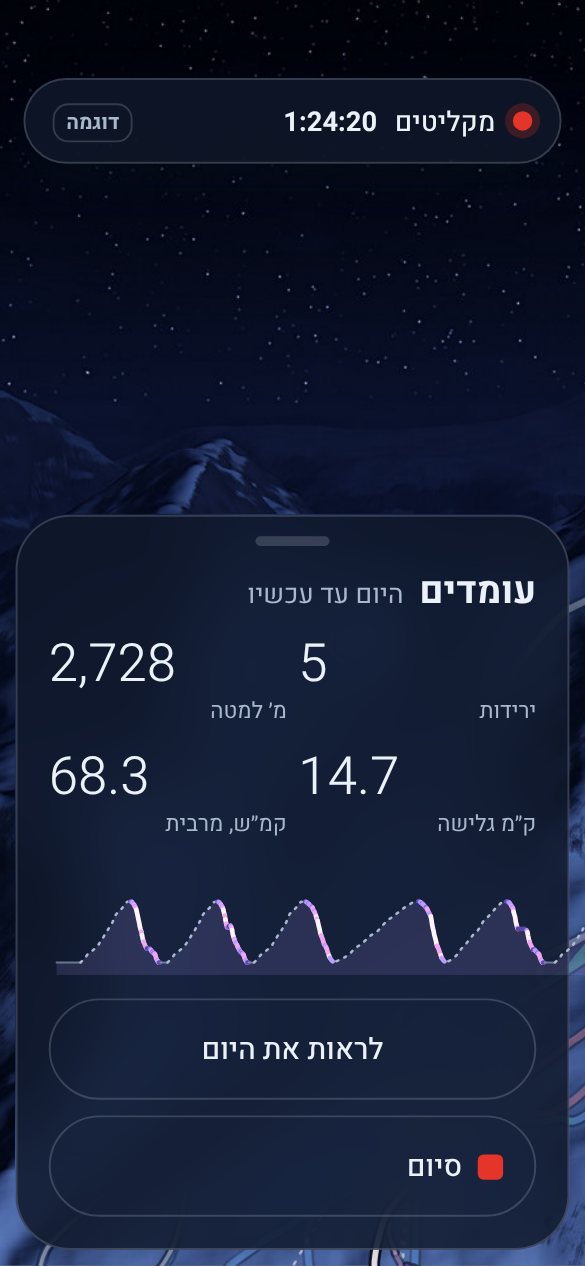 מקליטים 1:24:20 דוגמה
עומדים היום עד עכשיו
5 2,728
ירידות מ׳ למטה
14.7 68.3
ק״מ גלישה קמ״ש, מרבית
לראות את היום
סיום